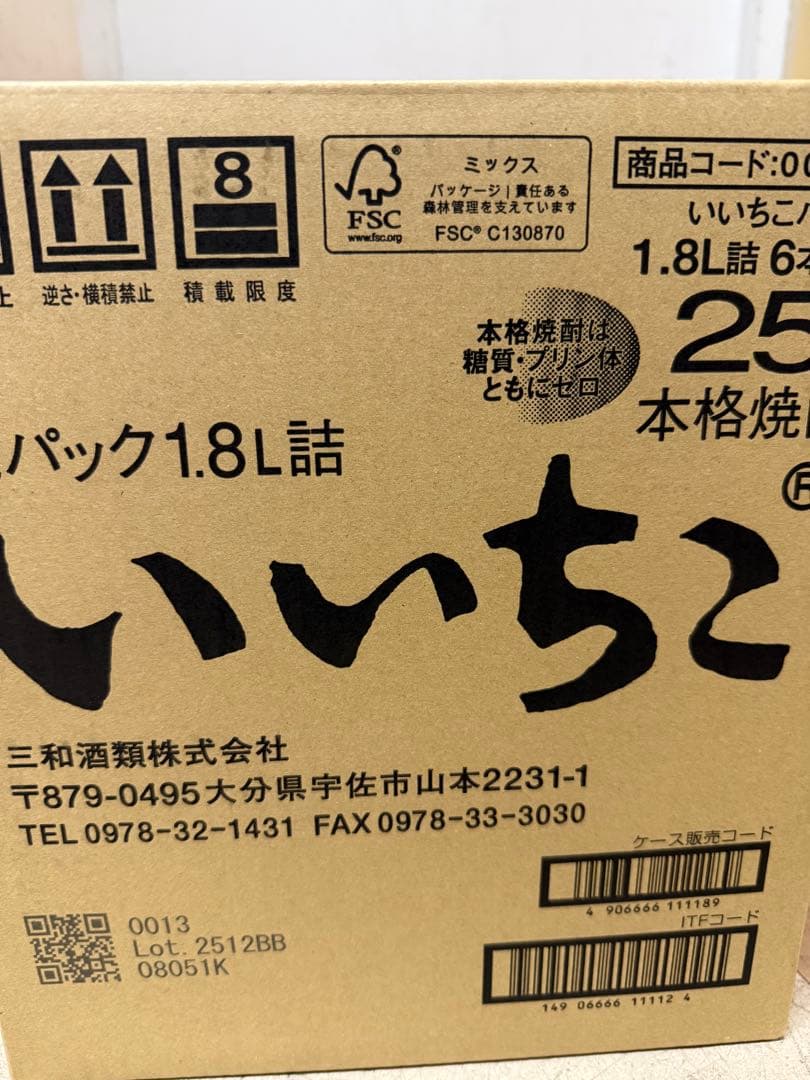 上
逆さ・横積禁止
8
積載限度
FSC®
www.fsc.org
ミックス
パッケージ|責任ある
森林管理を支えています
FSC® C130870
商品コード:00
いいちこパ
1.8L詰 6本
25
本格焼酎
本格焼酎は
糖質・プリン体
ともにゼロ
パック1.8L詰
いいちこ
®
三和酒類株式会社
〒879-0495大分県宇佐市山本2231-1
TEL 0978-32-1431 FAX 0978-33-3030
ケース販売コード
4 906666 111189
ITFコード
149 06666 11112 4
0013
Lot. 2512BB
08051K